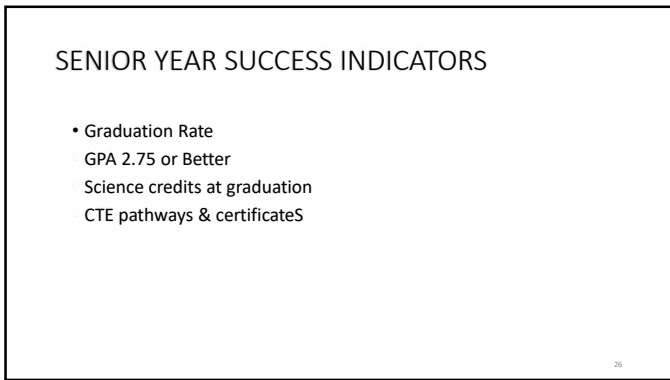 SENIOR YEAR SUCCESS INDICATORS
• Graduation Rate
GPA 2.75 or Better
Science credits at graduation
CTE pathways & certificateS
26